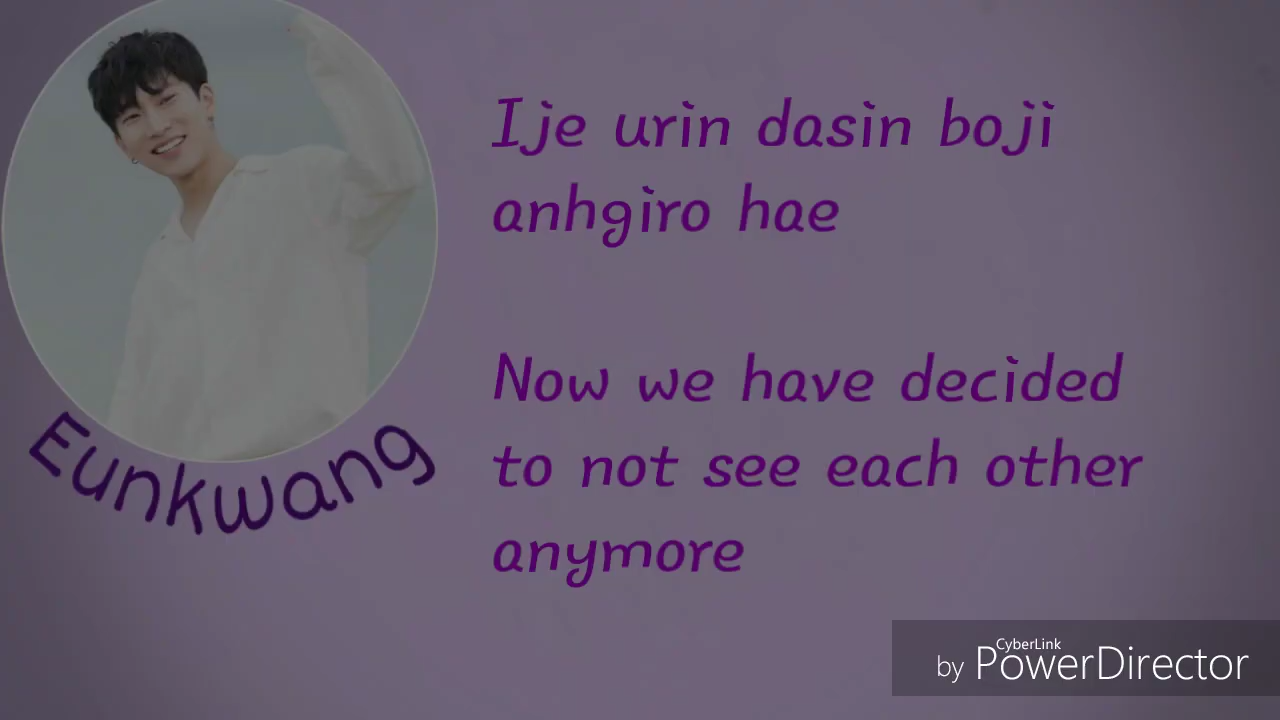 Ije urin dasin boji
anhgiro hae
Now we have decided
to not see each other
anymore
Eunkwang
CyberLink
by PowerDirector